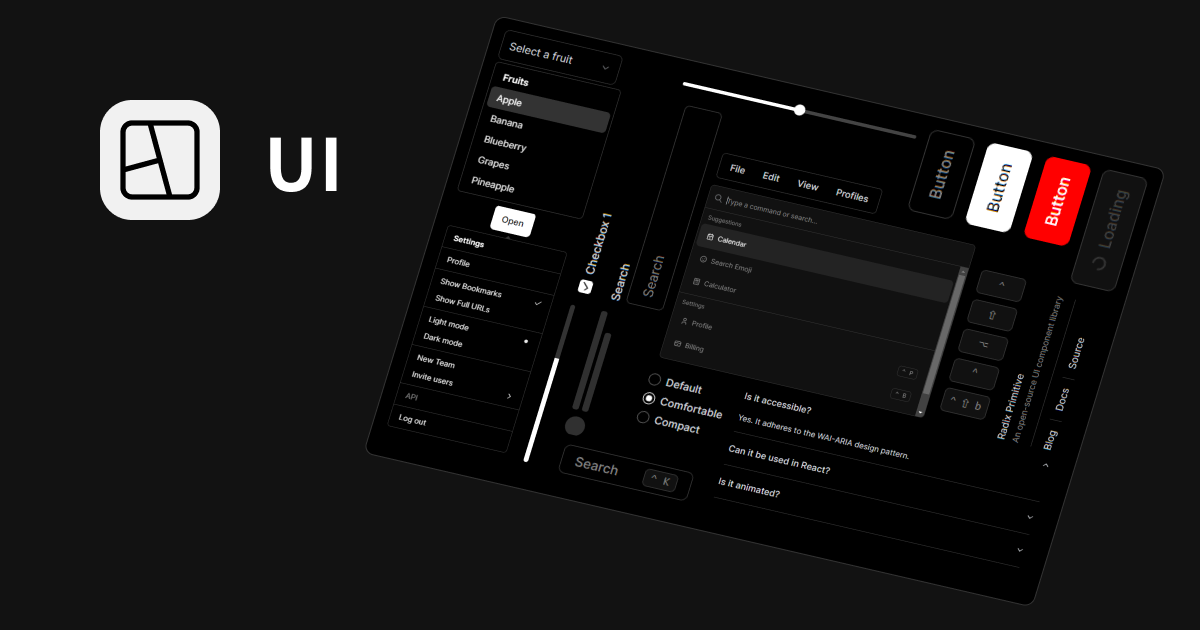 UI
Select a fruit
Fruits
Apple
Banana
Blueberry
Grapes
Pineapple
Open
Settings
Profile
Show Bookmarks
Show Full URLs
Light mode
Dark mode
New Team
Invite users
API
Log out
Checkbox 1
Search
Search
File Edit View Profiles
Type a command or search...
Suggestions
Calendar
Search Emoji
Calculator
Settings
Profile
⌃ P
Billing
⌃ B
Button
Button
Button
Loading
⌃
⇧
⌥
⌃
⌃ ⇧ b
Default
Comfortable
Compact
Search ⌃ K
Is it accessible?
Yes. It adheres to the WAI-ARIA design pattern.
Can it be used in React?
Is it animated?
Radix Primitive
An open-source UI component library
Blog Docs Source